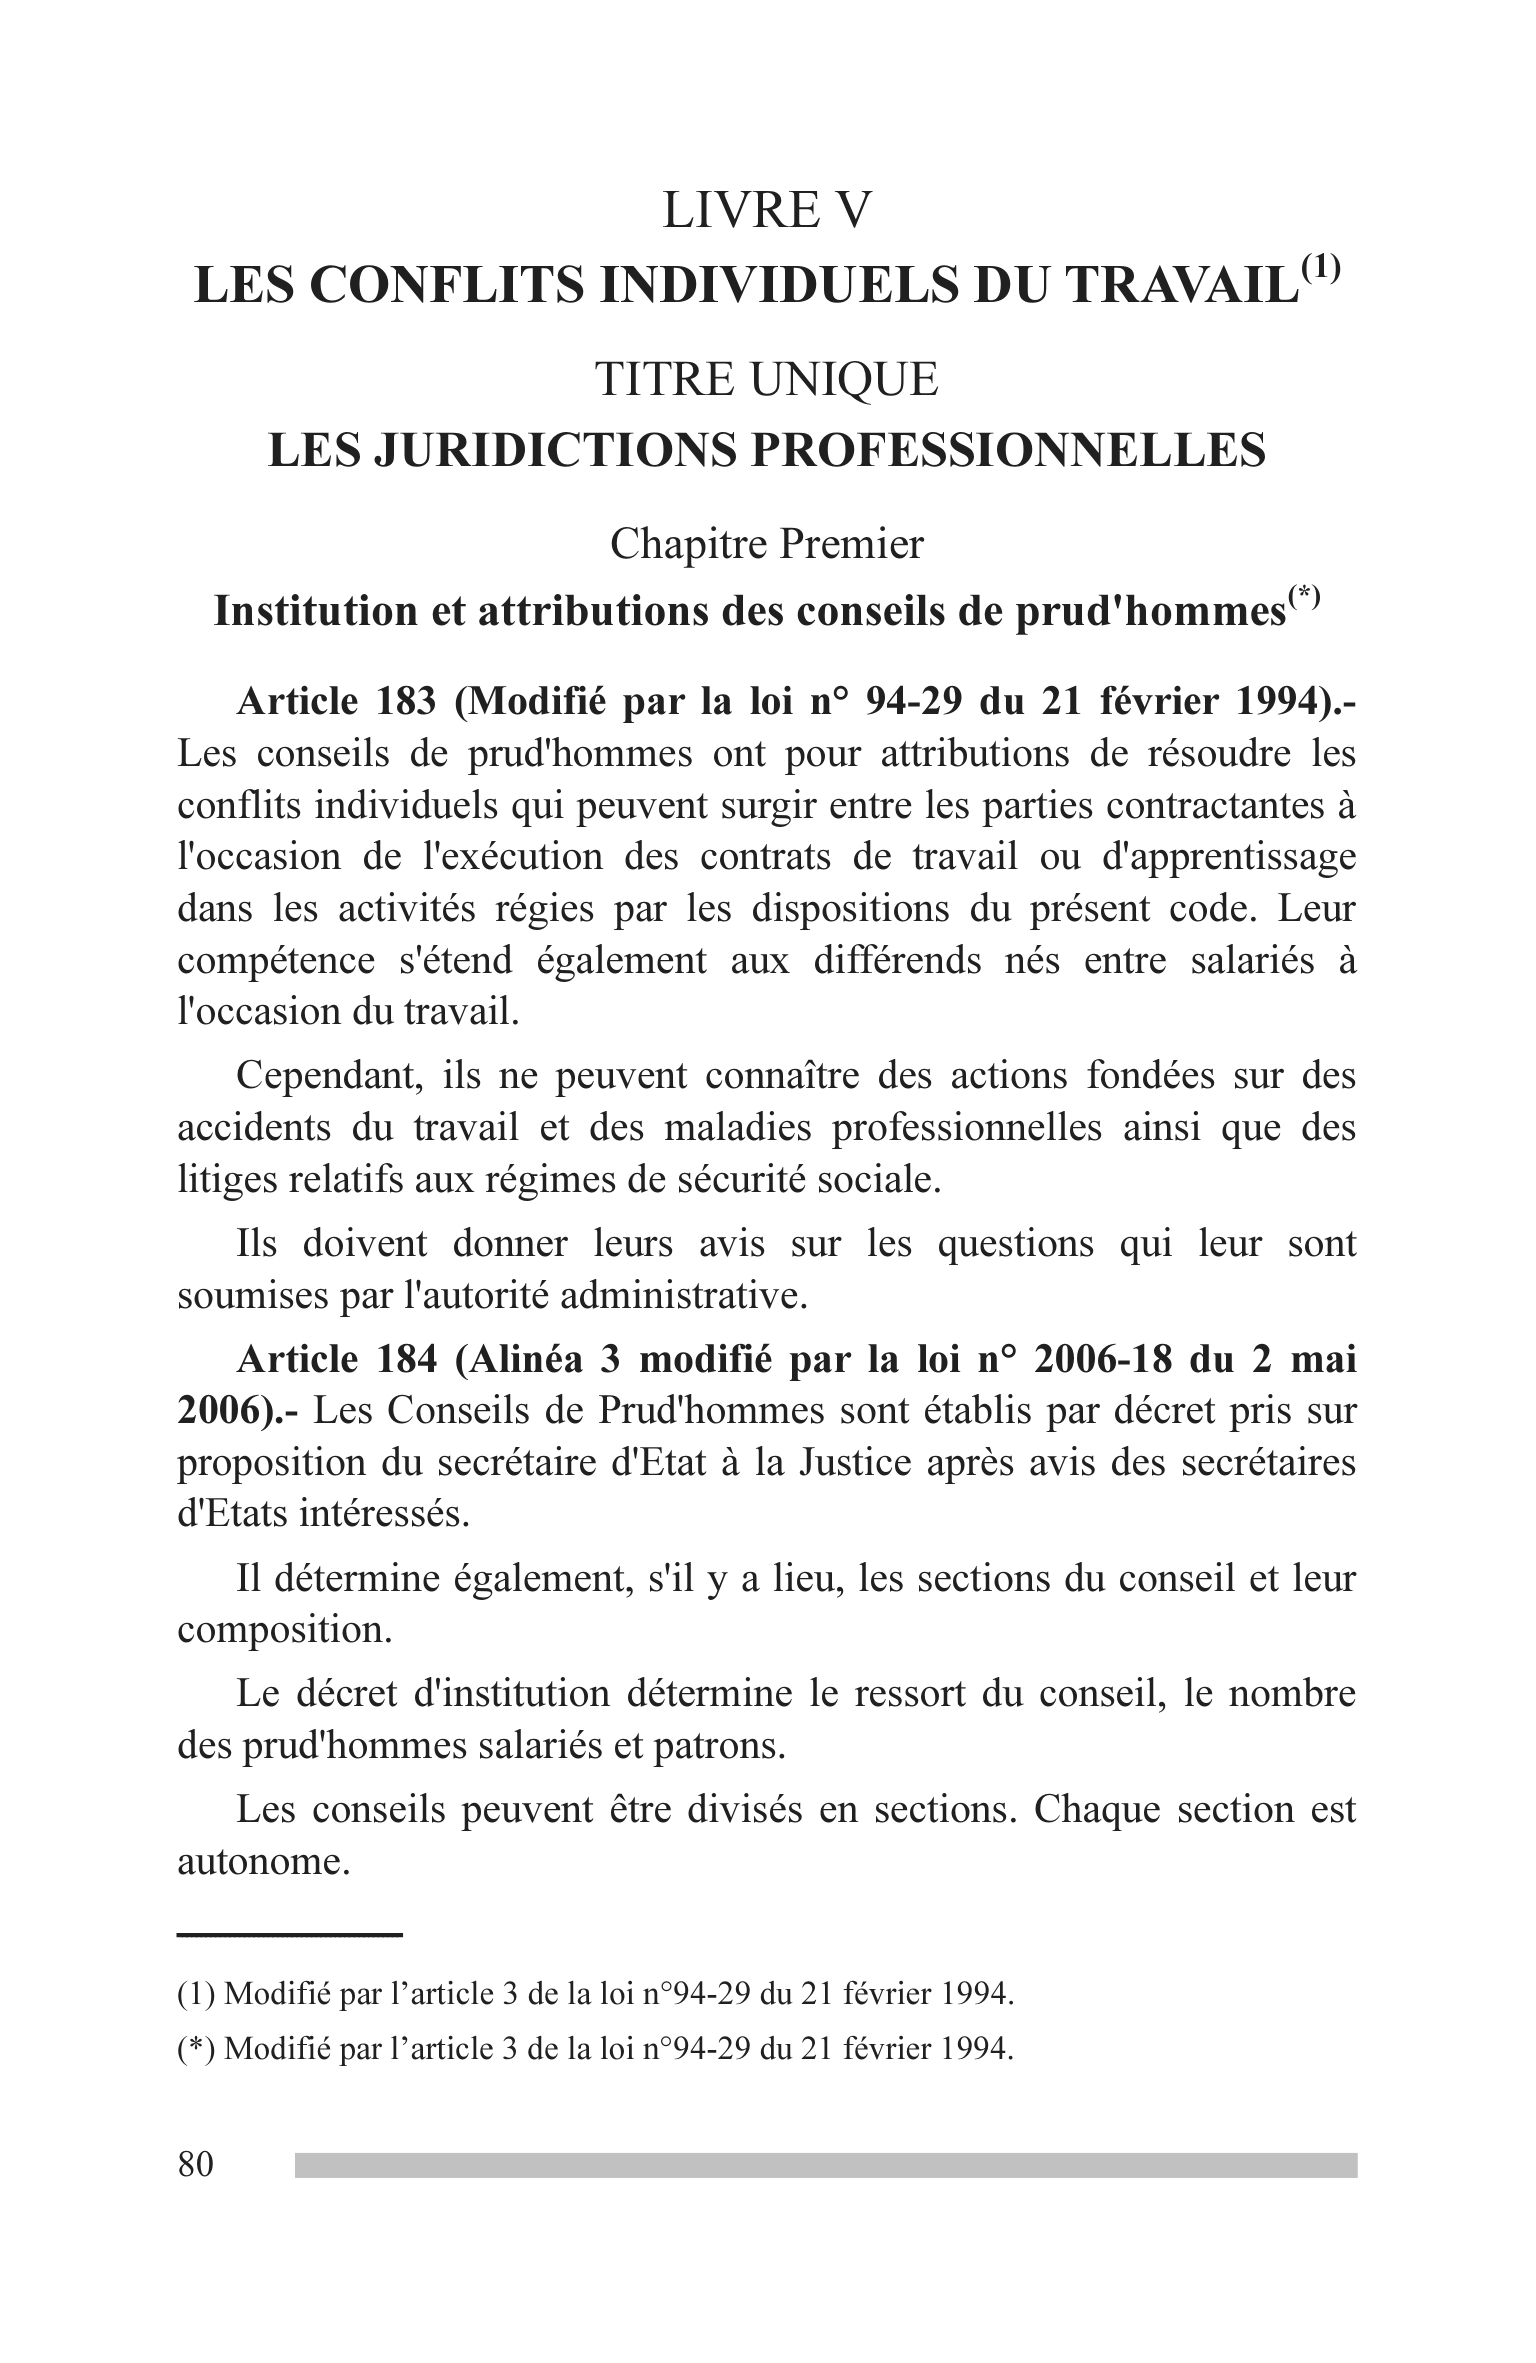 LIVRE V
LES CONFLITS INDIVIDUELS DU TRAVAIL(1)
TITRE UNIQUE
LES JURIDICTIONS PROFESSIONNELLES
Chapitre Premier
Institution et attributions des conseils de prud'hommes(*)
Article 183 (Modifié par la loi n° 94-29 du 21 février 1994).-
Les conseils de prud'hommes ont pour attributions de résoudre les
conflits individuels qui peuvent surgir entre les parties contractantes à
l'occasion de l'exécution des contrats de travail ou d'apprentissage
dans les activités régies par les dispositions du présent code. Leur
compétence s'étend également aux différends nés entre salariés à
l'occasion du travail.
Cependant, ils ne peuvent connaître des actions fondées sur des
accidents du travail et des maladies professionnelles ainsi que des
litiges relatifs aux régimes de sécurité sociale.
Ils doivent donner leurs avis sur les questions qui leur sont
soumises par l'autorité administrative.
Article 184 (Alinéa 3 modifié par la loi n° 2006-18 du 2 mai
2006).- Les Conseils de Prud'hommes sont établis par décret pris sur
proposition du secrétaire d'Etat à la Justice après avis des secrétaires
d'Etats intéressés.
Il détermine également, s'il y a lieu, les sections du conseil et leur
composition.
Le décret d'institution détermine le ressort du conseil, le nombre
des prud'hommes salariés et patrons.
Les conseils peuvent être divisés en sections. Chaque section est
autonome.
(1) Modifié par l’article 3 de la loi n°94-29 du 21 février 1994.
(*) Modifié par l’article 3 de la loi n°94-29 du 21 février 1994.
80